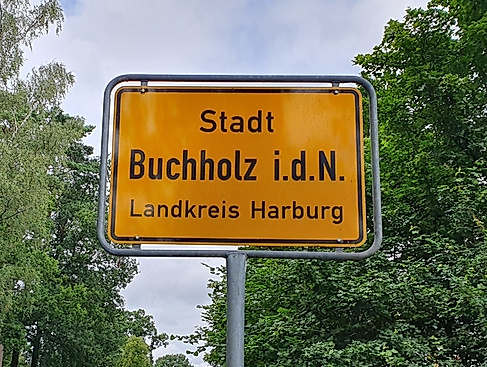 Stadt
Buchholz i.d.N.
Landkreis Harburg